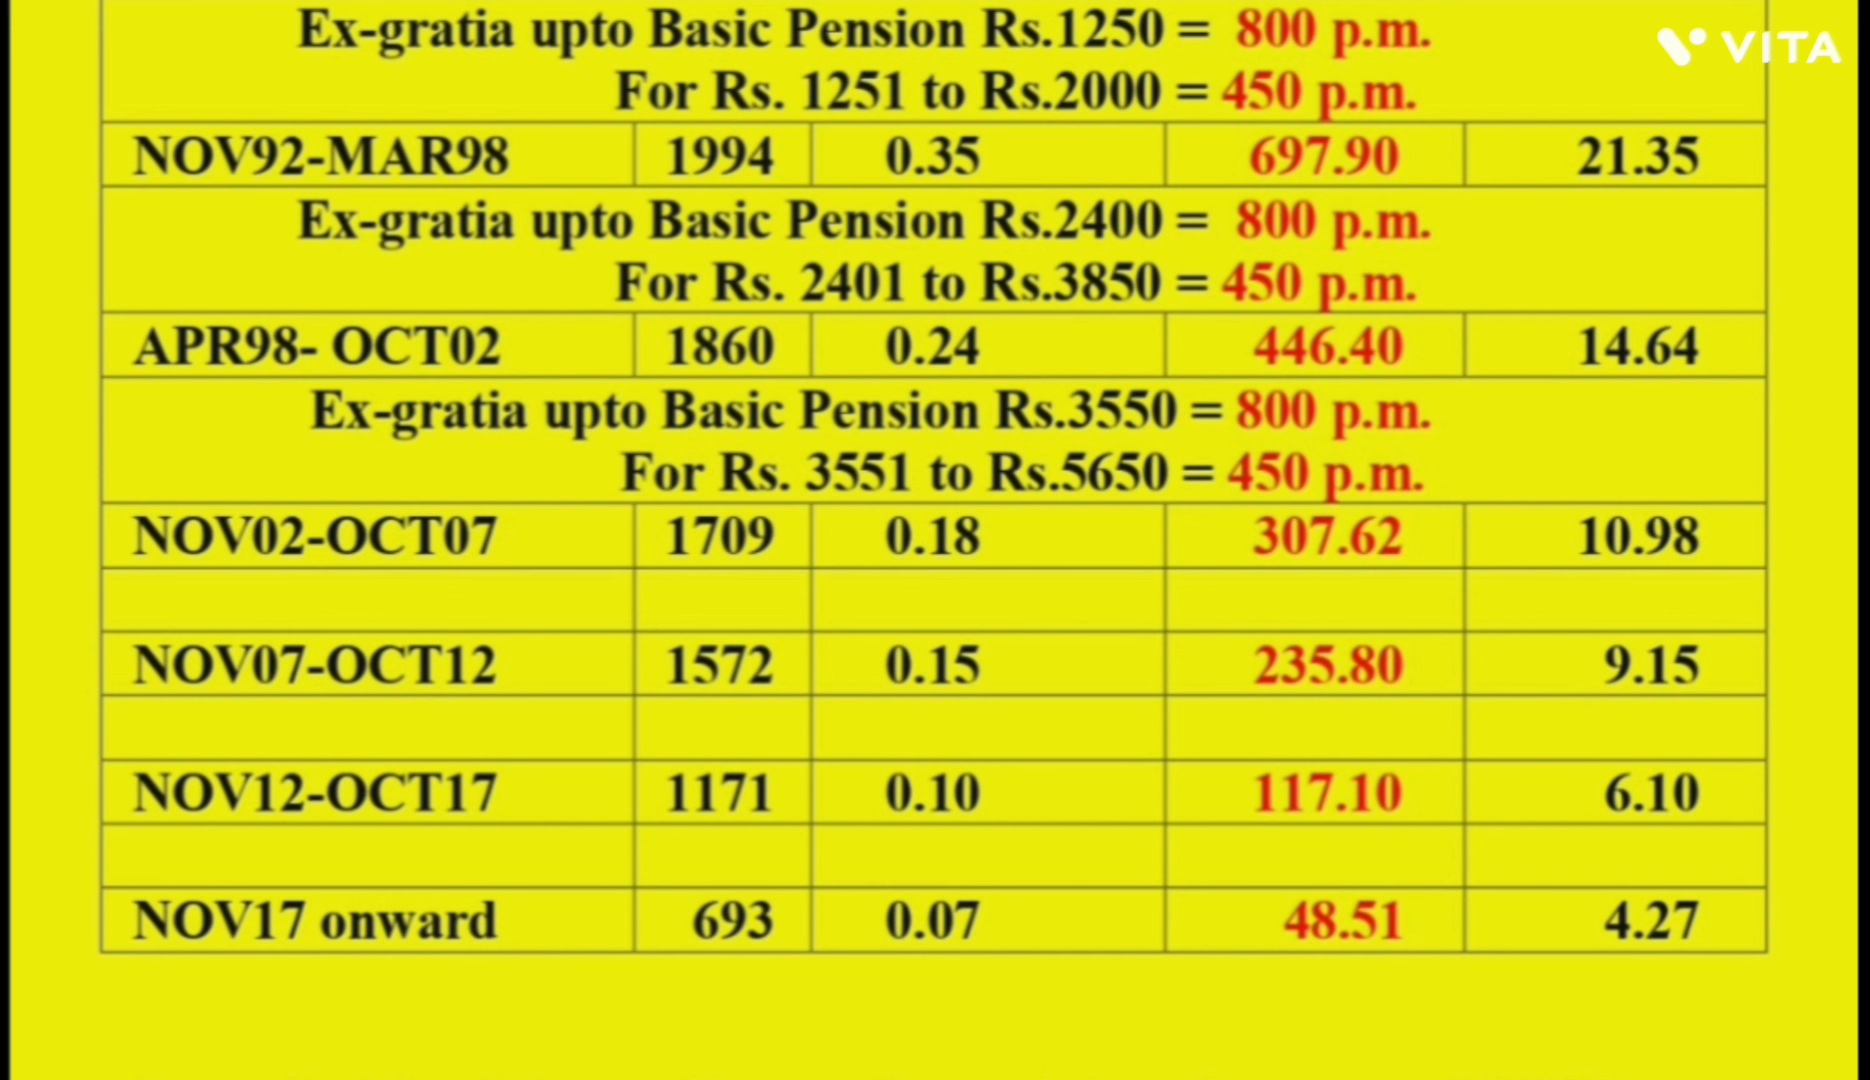 Ex-gratia upto Basic Pension Rs.1250 = 800 p.m.
For Rs. 1251 to Rs.2000 = 450 p.m.
VITA
NOV92-MAR98 1994 0.35 697.90 21.35
Ex-gratia upto Basic Pension Rs.2400 = 800 p.m.
For Rs. 2401 to Rs.3850 = 450 p.m.
APR98- OCT02 1860 0.24 446.40 14.64
Ex-gratia upto Basic Pension Rs.3550 = 800 p.m.
For Rs. 3551 to Rs.5650 = 450 p.m.
NOV02-OCT07 1709 0.18 307.62 10.98
NOV07-OCT12 1572 0.15 235.80 9.15
NOV12-OCT17 1171 0.10 117.10 6.10
NOV17 onward 693 0.07 48.51 4.27